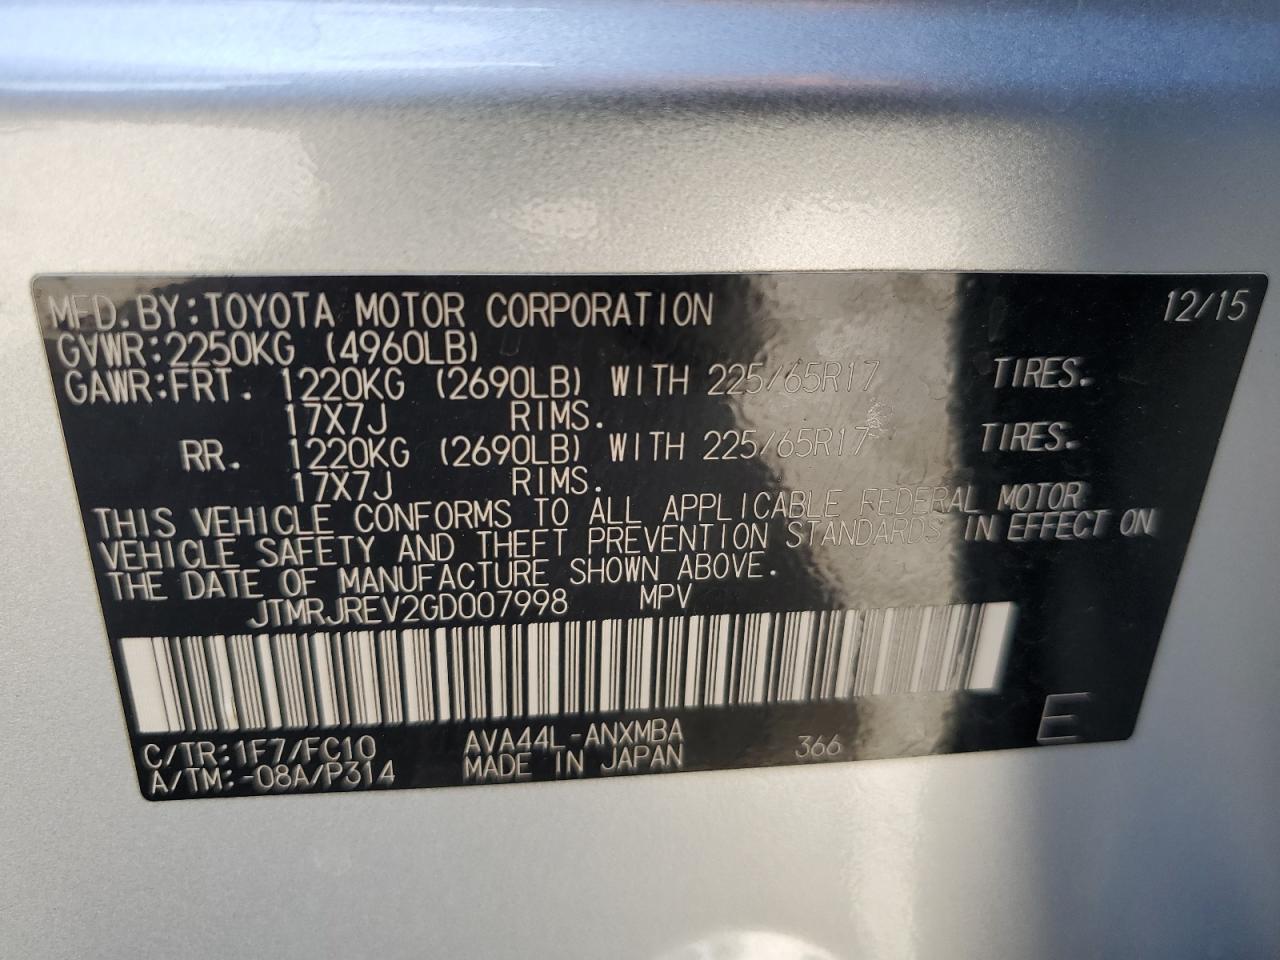 MFD. BY: TOYOTA MOTOR CORPORATION 12/15
GVWR: 2250KG (4960LB)
GAWR: FRT. 1220KG (2690LB) WITH 225/65R17 TIRES.
17X7J RIMS.
RR. 1220KG (2690LB) WITH 225/65R17 TIRES.
17X7J RIMS.
THIS VEHICLE CONFORMS TO ALL APPLICABLE FEDERAL MOTOR
VEHICLE SAFETY AND THEFT PREVENTION STANDARDS IN EFFECT ON
THE DATE OF MANUFACTURE SHOWN ABOVE.
JTMRJREV2GD007998 MPV
C/TR: 1F7/FC10 AVA44L-ANXMBA 366 E
A/TM: -08A/P314 MADE IN JAPAN